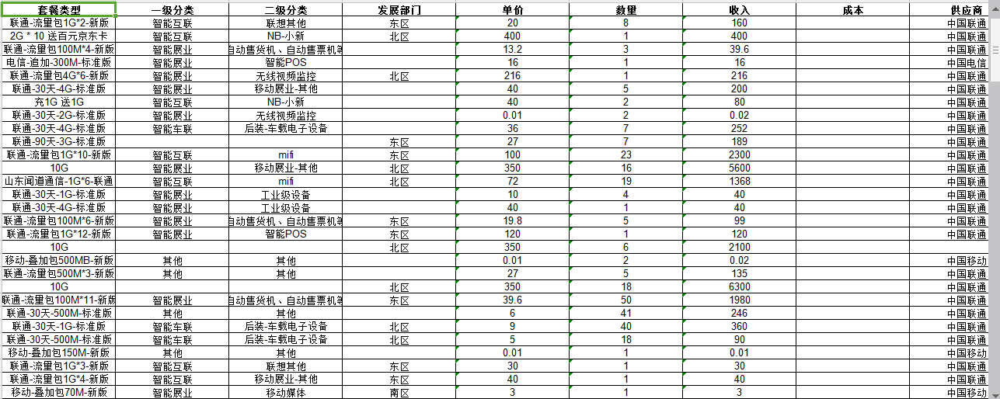 套餐类型 一级分类 二级分类 发展部门 单价 数量 收入 成本 供应商
联通-流量包1G*2-新版 智能互联 联想其他 东区 20 8 160 中国联通
2G * 10 送百元京东卡 智能互联 NB-小新 北区 400 1 400 中国联通
联通-流量包100M*4-新版 智能展业 自动售货机、自动售票机等 13.2 3 39.6 中国联通
电信-追加-300M-标准版 智能展业 智能POS 16 1 16 中国电信
联通-流量包4G*6-新版 智能展业 无线视频监控 北区 216 1 216 中国联通
联通-30天-4G-标准版 智能展业 移动展业-其他 40 5 200 中国联通
充1G 送1G 智能互联 NB-小新 40 2 80 中国联通
联通-30天-2G-标准版 智能展业 无线视频监控 0.01 2 0.02 中国联通
联通-30天-4G-标准版 智能车联 后装-车载电子设备 36 7 252 中国联通
联通-90天-3G-标准版 东区 27 7 189 中国联通
联通-流量包1G*10-新版 智能互联 mifi 东区 100 23 2300 中国联通
10G 智能展业 移动展业-其他 北区 350 16 5600 中国联通
山东闻道通信-1G*6-联通 智能互联 mifi 北区 72 19 1368 中国联通
联通-30天-1G-标准版 智能展业 工业级设备 10 4 40 中国联通
联通-30天-4G-标准版 智能展业 工业级设备 40 1 40 中国联通
联通-流量包100M*6-新版 智能展业 自动售货机、自动售票机等 东区 19.8 5 99 中国联通
联通-流量包1G*12-新版 智能展业 智能POS 东区 120 1 120 中国联通
10G 北区 350 6 2100
移动-叠加包500MB-新版 其他 其他 0.01 2 0.02 中国移动
联通-流量包500M*3-新版 其他 其他 27 5 135 中国联通
10G 北区 350 18 6300 中国联通
联通-流量包100M*11-新版 智能展业 自动售货机、自动售票机等 东区 39.6 50 1980 中国联通
联通-30天-500M-标准版 其他 其他 6 41 246 中国联通
联通-30天-1G-标准版 智能车联 后装-车载电子设备 北区 9 40 360 中国联通
联通-30天-500M-标准版 智能车联 后装-车载电子设备 北区 5 18 90 中国联通
移动-叠加包150M-新版 其他 其他 0.01 1 0.01 中国移动
联通-流量包1G*3-新版 智能互联 联想其他 东区 30 1 30 中国联通
联通-流量包1G*4-新版 智能互联 移动展业-其他 东区 40 1 40 中国联通
移动-叠加包70M-新版 智能展业 移动媒体 南区 3 1 3 中国移动